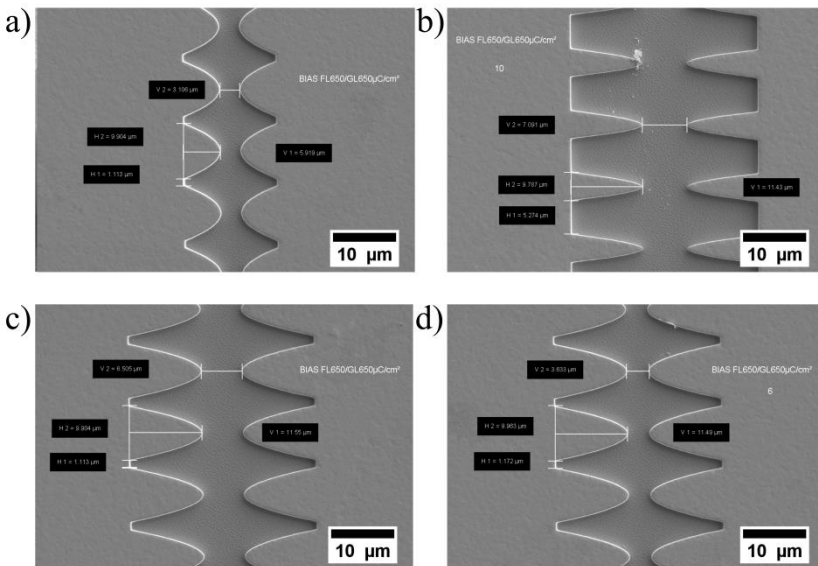 a)
BIAS FL650/GL650µC/cm²
V 2 = 3.198 µm
H 2 = 9.904 µm
V 1 = 5.919 µm
H 1 = 1.113 µm
10 µm
b)
BIAS FL650/GL650µC/cm²
10
V 2 = 7.091 µm
H 2 = 8.787 µm
V 1 = 11.43 µm
H 1 = 5.274 µm
10 µm
c)
BIAS FL650/GL650µC/cm²
V 2 = 6.505 µm
H 2 = 9.904 µm
V 1 = 11.55 µm
H 1 = 1.113 µm
10 µm
d)
BIAS FL650/GL650µC/cm²
6
V 2 = 3.633 µm
H 2 = 9.963 µm
V 1 = 11.49 µm
H 1 = 1.172 µm
10 µm